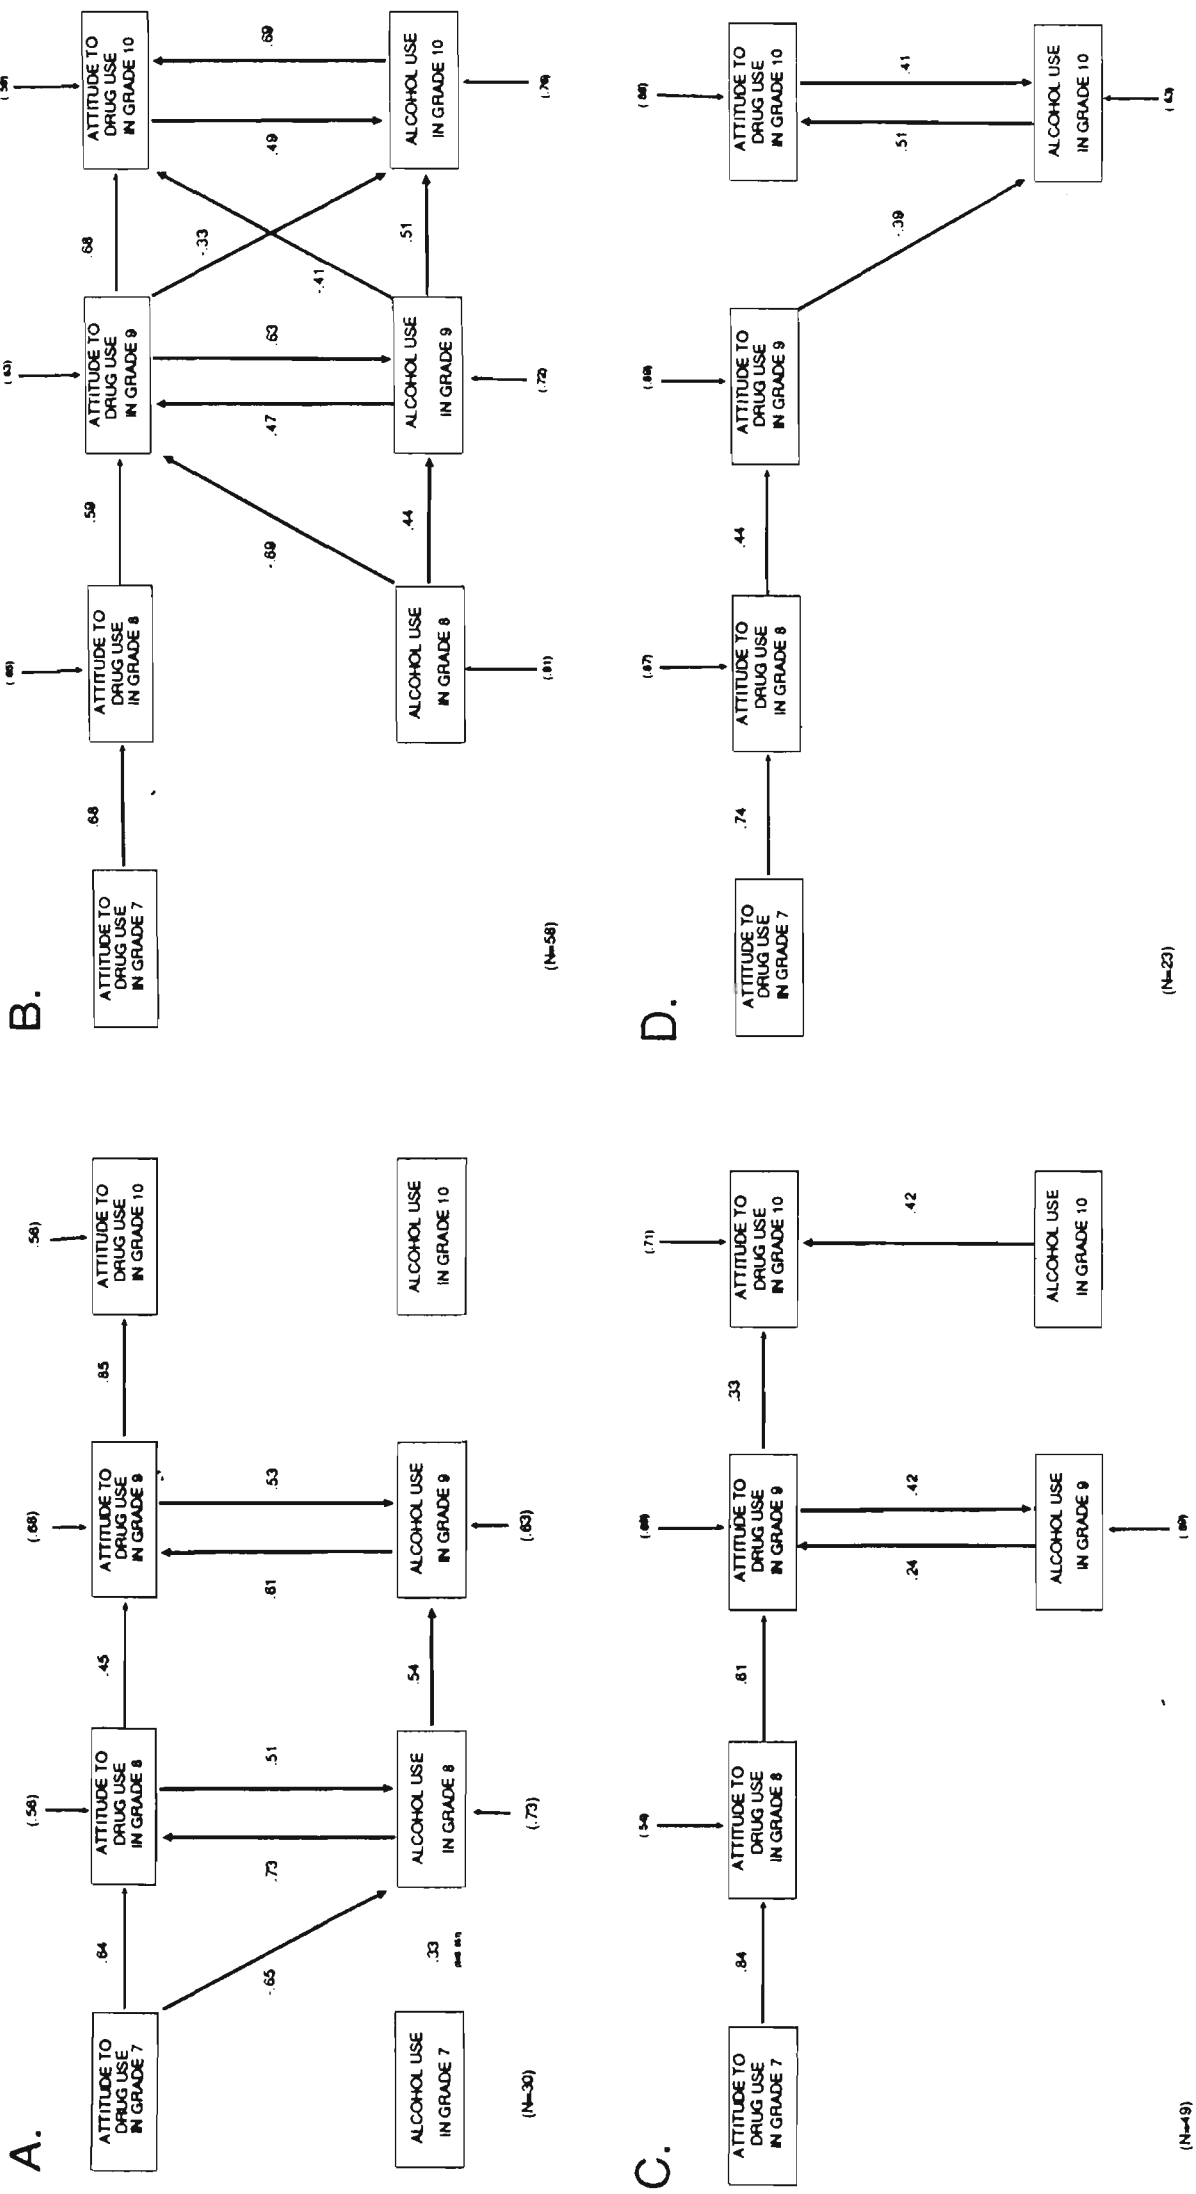 A.
(.56)
(.68)
.56)
ATTITUDE TO
DRUG USE
IN GRADE 7
.64
ATTITUDE TO
DRUG USE
IN GRADE 8
.45
ATTITUDE TO
DRUG USE
IN GRADE 9
.85
ATTITUDE TO
DRUG USE
IN GRADE 10
-.65
.73
.51
.61
.53
ALCOHOL USE
IN GRADE 7
.33
ALCOHOL USE
IN GRADE 8
.54
ALCOHOL USE
IN GRADE 9
ALCOHOL USE
IN GRADE 10
(.73)
(.63)
(N=30)
B.
ATTITUDE TO
DRUG USE
IN GRADE 7
.68
ATTITUDE TO
DRUG USE
IN GRADE 8
.59
ATTITUDE TO
DRUG USE
IN GRADE 9
.68
ATTITUDE TO
DRUG USE
IN GRADE 10
-.69
.47
.63
-.33
-.41
.49
.69
ALCOHOL USE
IN GRADE 8
.44
ALCOHOL USE
IN GRADE 9
.51
ALCOHOL USE
IN GRADE 10
(.72)
(.76)
(N=58)
C.
(.54)
(.71)
ATTITUDE TO
DRUG USE
IN GRADE 7
.84
ATTITUDE TO
DRUG USE
IN GRADE 8
.61
ATTITUDE TO
DRUG USE
IN GRADE 9
.33
ATTITUDE TO
DRUG USE
IN GRADE 10
.24
.42
.42
ALCOHOL USE
IN GRADE 9
ALCOHOL USE
IN GRADE 10
(N=49)
D.
(.67)
ATTITUDE TO
DRUG USE
IN GRADE 7
.74
ATTITUDE TO
DRUG USE
IN GRADE 8
.44
ATTITUDE TO
DRUG USE
IN GRADE 9
ATTITUDE TO
DRUG USE
IN GRADE 10
-.39
.51
.41
ALCOHOL USE
IN GRADE 10
(N=23)